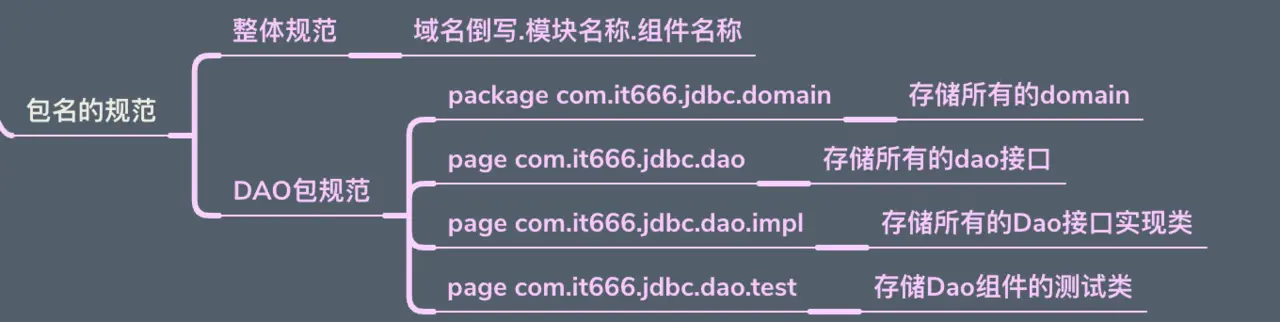 包名的规范
整体规范
域名倒写.模块名称.组件名称
DAO包规范
package com.it666.jdbc.domain
存储所有的domain
page com.it666.jdbc.dao
存储所有的dao接口
page com.it666.jdbc.dao.impl
存储所有的Dao接口实现类
page com.it666.jdbc.dao.test
存储Dao组件的测试类